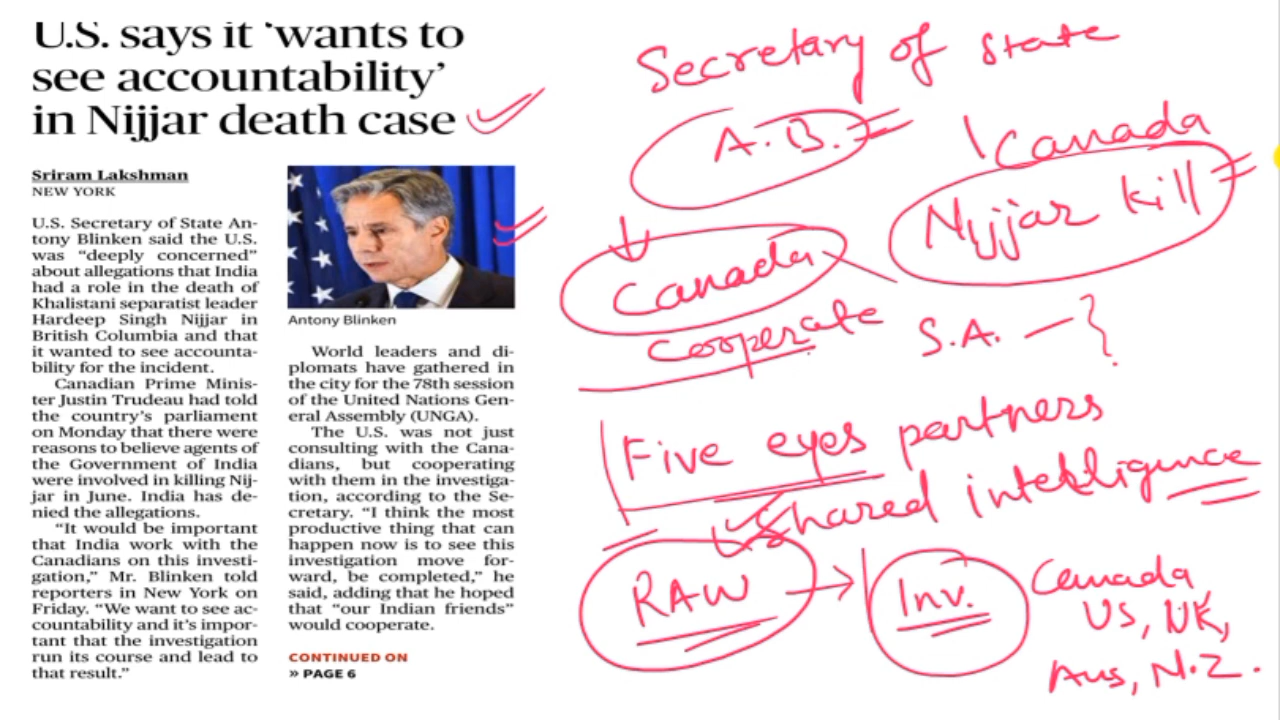 U.S. says it ‘wants to
see accountability’
in Nijjar death case
Sriram Lakshman
NEW YORK
U.S. Secretary of State An-
tony Blinken said the U.S.
was “deeply concerned”
about allegations that India
had a role in the death of
Khalistani separatist leader
Hardeep Singh Nijjar in
British Columbia and that
it wanted to see accounta-
bility for the incident.
Canadian Prime Minis-
ter Justin Trudeau had told
the country’s parliament
on Monday that there were
reasons to believe agents of
the Government of India
were involved in killing Nij-
jar in June. India has de-
nied the allegations.
“It would be important
that India work with the
Canadians on this investi-
gation,” Mr. Blinken told
reporters in New York on
Friday. “We want to see ac-
countability and it’s impor-
tant that the investigation
run its course and lead to
that result.”
Antony Blinken
World leaders and di-
plomats have gathered in
the city for the 78th session
of the United Nations Gen-
eral Assembly (UNGA).
The U.S. was not just
consulting with the Cana-
dians, but cooperating
with them in the investiga-
tion, according to the Se-
cretary. “I think the most
productive thing that can
happen now is to see this
investigation move for-
ward, be completed,” he
said, adding that he hoped
that “our Indian friends”
would cooperate.
CONTINUED ON
» PAGE 6
Secretary of State
A.B.
Canada
Nijjar kill
Canada
cooperate
S.A. – ?
Five eyes partners
Shared intelligence
RAW → Inv.
Canada
US, UK,
Aus, N.Z.